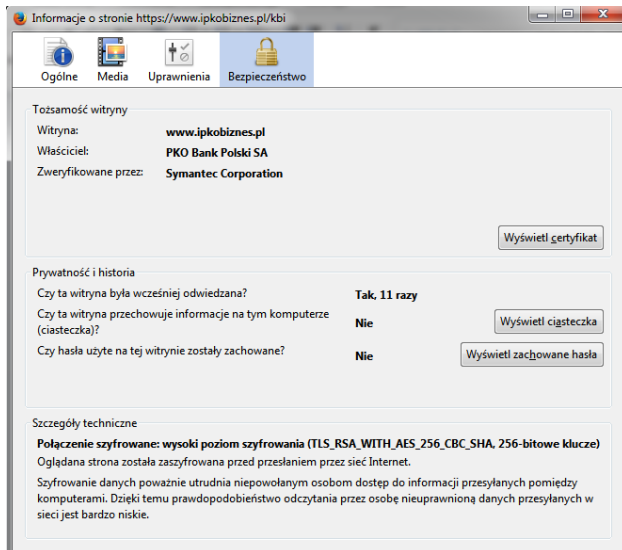 Informacje o stronie https://www.ipkobiznes.pl/kbi
Ogólne Media Uprawnienia Bezpieczeństwo
Tożsamość witryny
Witryna: www.ipkobiznes.pl
Właściciel: PKO Bank Polski SA
Zweryfikowane przez: Symantec Corporation
Wyświetl certyfikat
Prywatność i historia
Czy ta witryna była wcześniej odwiedzana? Tak, 11 razy
Czy ta witryna przechowuje informacje na tym komputerze
(ciasteczka)? Nie Wyświetl ciasteczka
Czy hasła użyte na tej witrynie zostały zachowane? Nie Wyświetl zachowane hasła
Szczegóły techniczne
Połączenie szyfrowane: wysoki poziom szyfrowania (TLS_RSA_WITH_AES_256_CBC_SHA, 256-bitowe klucze)
Oglądana strona została zaszyfrowana przed przesłaniem przez sieć Internet.
Szyfrowanie danych poważnie utrudnia niepowołanym osobom dostęp do informacji przesyłanych pomiędzy
komputerami. Dzięki temu prawdopodobieństwo odczytania przez osobę nieuprawnioną danych przesyłanych w
sieci jest bardzo niskie.